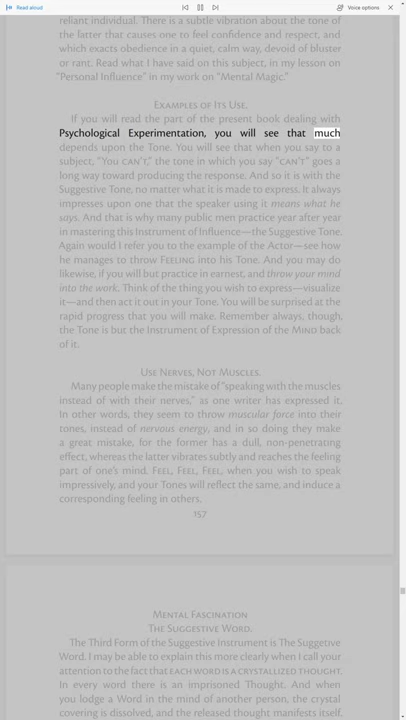 Read aloud
Voice options
reliant individual. There is a subtle vibration about the tone of
the latter that causes one to feel confidence and respect, and
which exacts obedience in a quiet, calm way, devoid of bluster
or rant. Read what I have said on this subject, in my lesson on
"Personal Influence" in my work on "Mental Magic."
EXAMPLES OF ITS USE.
If you will read the part of the present book dealing with
Psychological Experimentation, you will see that much
depends upon the Tone. You will see that when you say to a
subject, "YOU CAN'T," the tone in which you say "CAN'T" goes a
long way toward producing the response. And so it is with the
Suggestive Tone, no matter what it is made to express. It always
impresses upon one that the speaker using it means what he
says. And that is why many public men practice year after year
in mastering this Instrument of Influence—the Suggestive Tone.
Again would I refer you to the example of the Actor—see how
he manages to throw FEELING into his Tone. And you may do
likewise, if you will but practice in earnest, and throw your mind
into the work. Think of the thing you wish to express—visualize
it—and then act it out in your Tone. You will be surprised at the
rapid progress that you will make. Remember always, though,
the Tone is but the Instrument of Expression of the MIND back
of it.
USE NERVES, NOT MUSCLES.
Many people make the mistake of "speaking with the muscles
instead of with their nerves," as one writer has expressed it.
In other words, they seem to throw muscular force into their
tones, instead of nervous energy, and in so doing they make
a great mistake, for the former has a dull, non-penetrating
effect, whereas the latter vibrates subtly and reaches the feeling
part of one's mind. FEEL, FEEL, FEEL, when you wish to speak
impressively, and your Tones will reflect the same, and induce a
corresponding feeling in others.
157
MENTAL FASCINATION
THE SUGGESTIVE WORD.
The Third Form of the Suggestive Instrument is The Suggetive
Word. I may be able to explain this more clearly when I call your
attention to the fact that EACH WORD IS A CRYSTALLIZED THOUGHT.
In every word there is an imprisoned Thought. And when
you lodge a Word in the mind of another person, the crystal
covering is dissolved, and the released thought manifests itself.